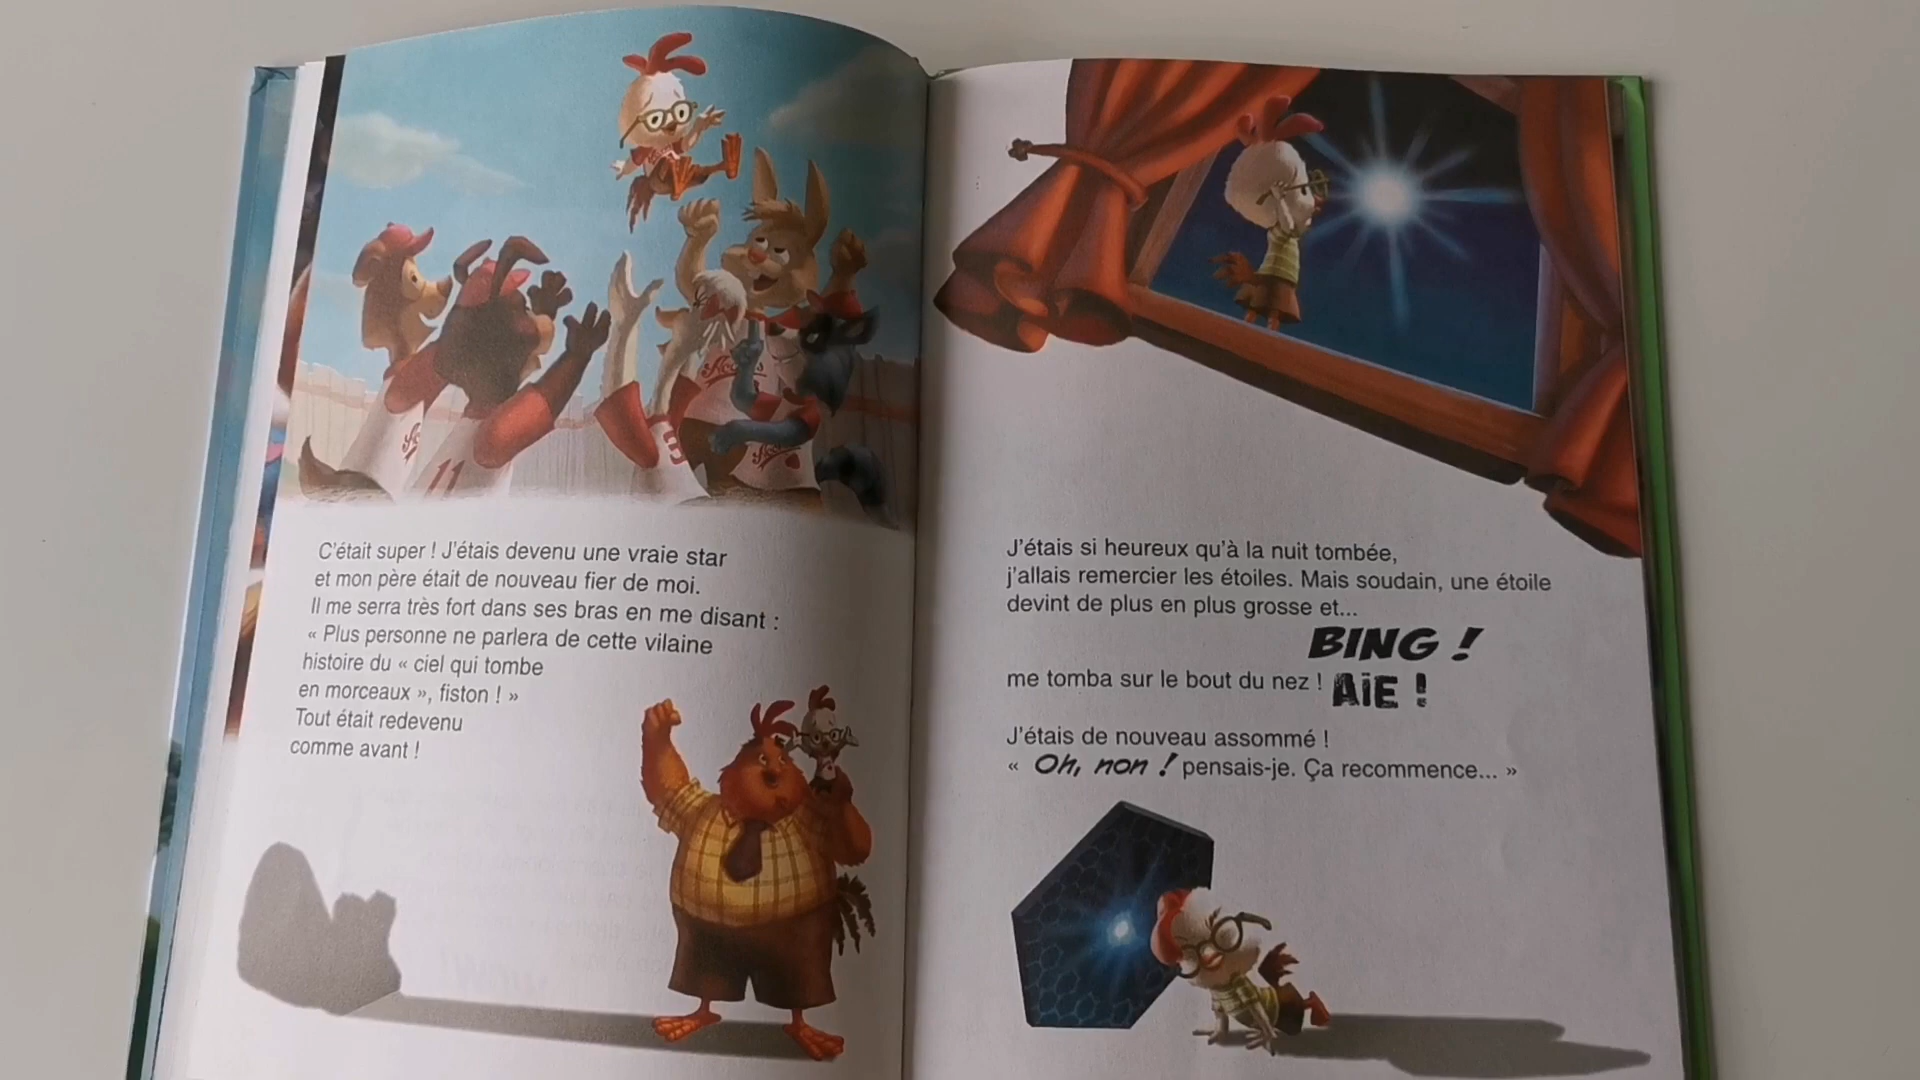 C'était super ! J'étais devenu une vraie star
et mon père était de nouveau fier de moi.
Il me serra très fort dans ses bras en me disant :
« Plus personne ne parlera de cette vilaine
histoire du « ciel qui tombe
en morceaux », fiston ! »
Tout était redevenu
comme avant !
11
5
J'étais si heureux qu'à la nuit tombée,
j'allais remercier les étoiles. Mais soudain, une étoile
devint de plus en plus grosse et...
BING !
me tomba sur le bout du nez ! AÏE !
J'étais de nouveau assommé !
« Oh, non ! pensais-je. Ça recommence... »